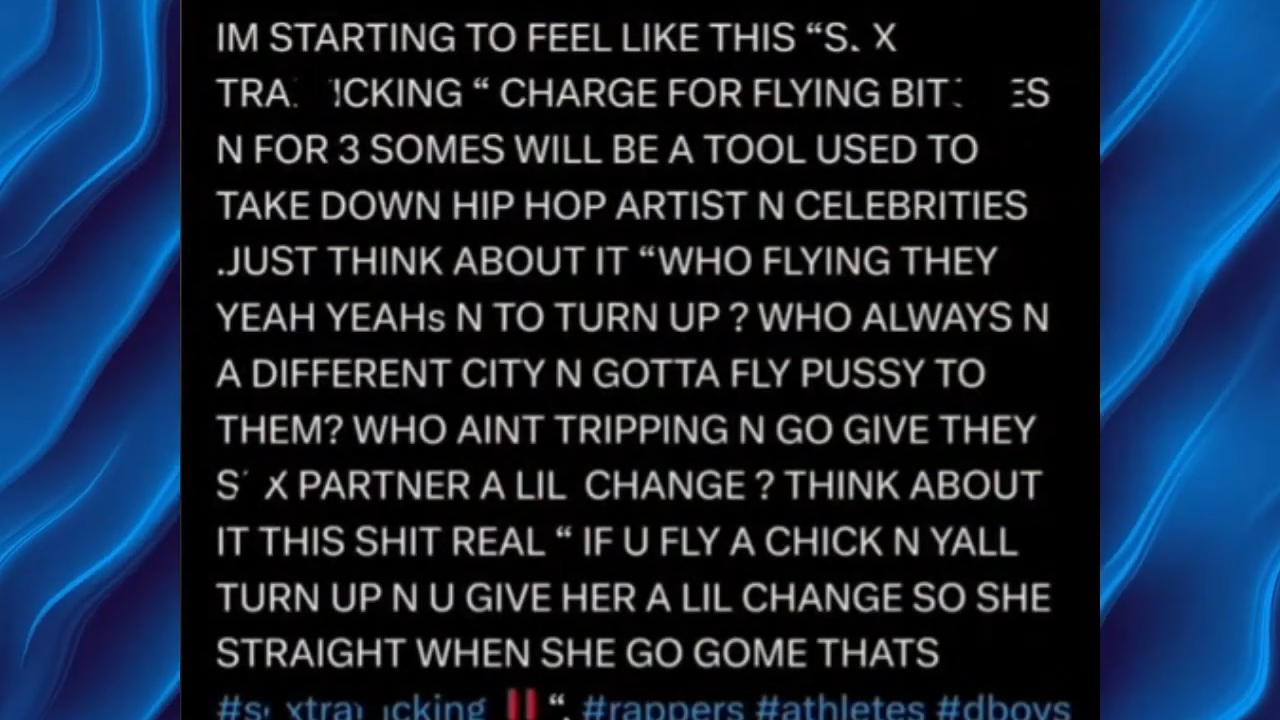 IM STARTING TO FEEL LIKE THIS “S. X
TRA. ICKING “ CHARGE FOR FLYING BIT ES
N FOR 3 SOMES WILL BE A TOOL USED TO
TAKE DOWN HIP HOP ARTIST N CELEBRITIES
.JUST THINK ABOUT IT “WHO FLYING THEY
YEAH YEAHs N TO TURN UP ? WHO ALWAYS N
A DIFFERENT CITY N GOTTA FLY PUSSY TO
THEM? WHO AINT TRIPPING N GO GIVE THEY
S X PARTNER A LIL CHANGE ? THINK ABOUT
IT THIS SHIT REAL “ IF U FLY A CHICK N YALL
TURN UP N U GIVE HER A LIL CHANGE SO SHE
STRAIGHT WHEN SHE GO GOME THATS
#s xtra icking ‼️ “. #rappers #athletes #dboys